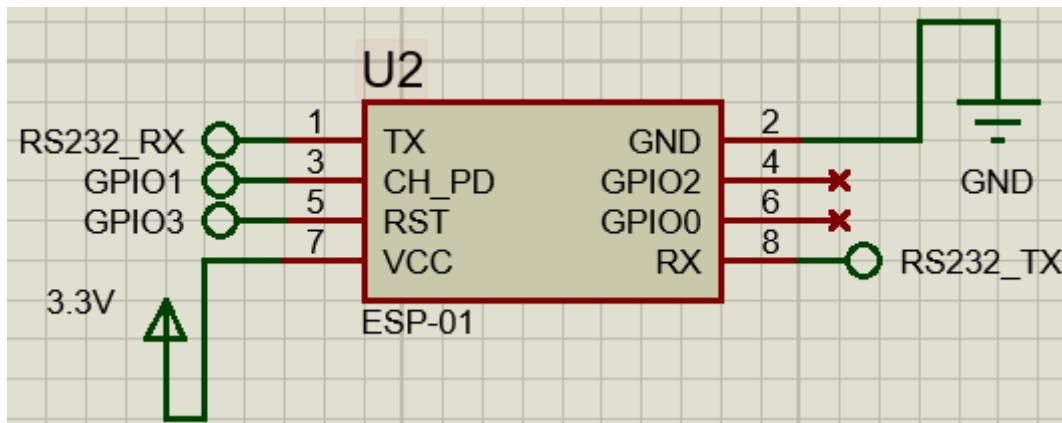 U2
RS232_RX
1
TX
GND
2
GPIO1
3
CH_PD
GPIO2
4
GND
GPIO3
5
RST
GPIO0
6
7
VCC
RX
8
RS232_TX
3.3V
ESP-01